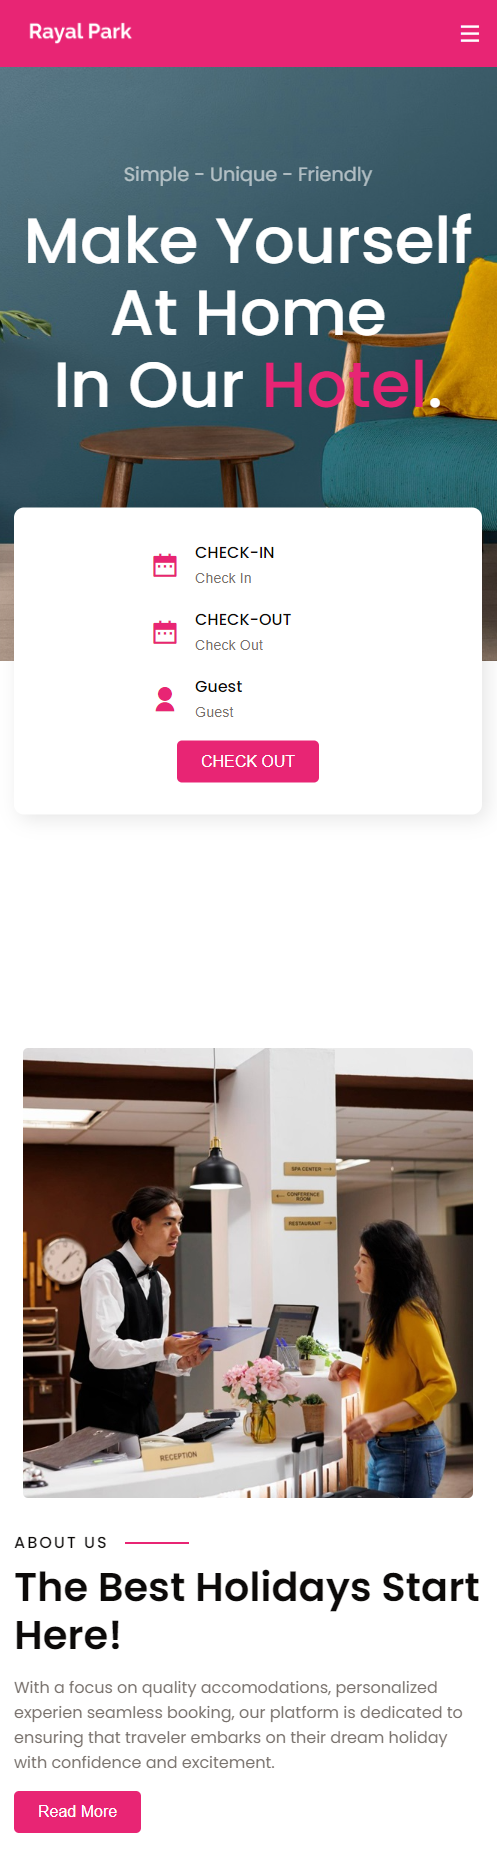 Rayal Park
Simple - Unique - Friendly
Make Yourself
At Home
In Our Hotel.
CHECK-IN
Check In
CHECK-OUT
Check Out
Guest
Guest
CHECK OUT
SPA CENTER →
← CONFERENCE
ROOM
RESTAURANT →
RECEPTION
ABOUT US
The Best Holidays Start
Here!
With a focus on quality accomodations, personalized
experien seamless booking, our platform is dedicated to
ensuring that traveler embarks on their dream holiday
with confidence and excitement.
Read More